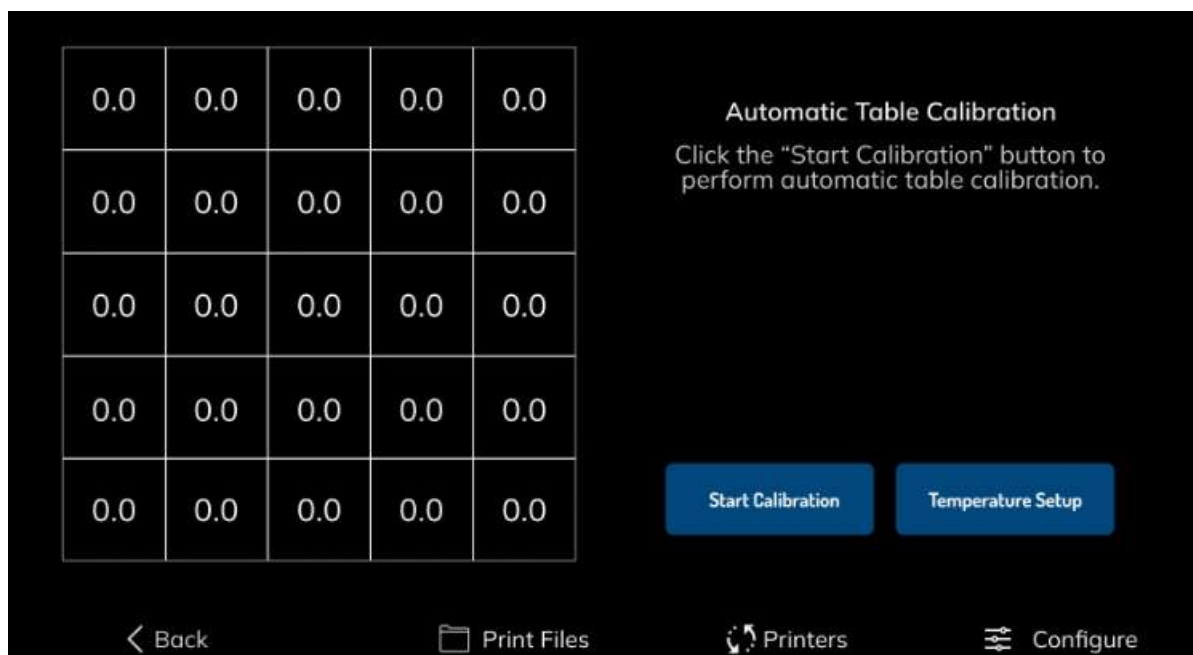 0.0 0.0 0.0 0.0 0.0
0.0 0.0 0.0 0.0 0.0
0.0 0.0 0.0 0.0 0.0
0.0 0.0 0.0 0.0 0.0
0.0 0.0 0.0 0.0 0.0
Automatic Table Calibration
Click the “Start Calibration” button to
perform automatic table calibration.
Start Calibration
Temperature Setup
Back
Print Files
Printers
Configure